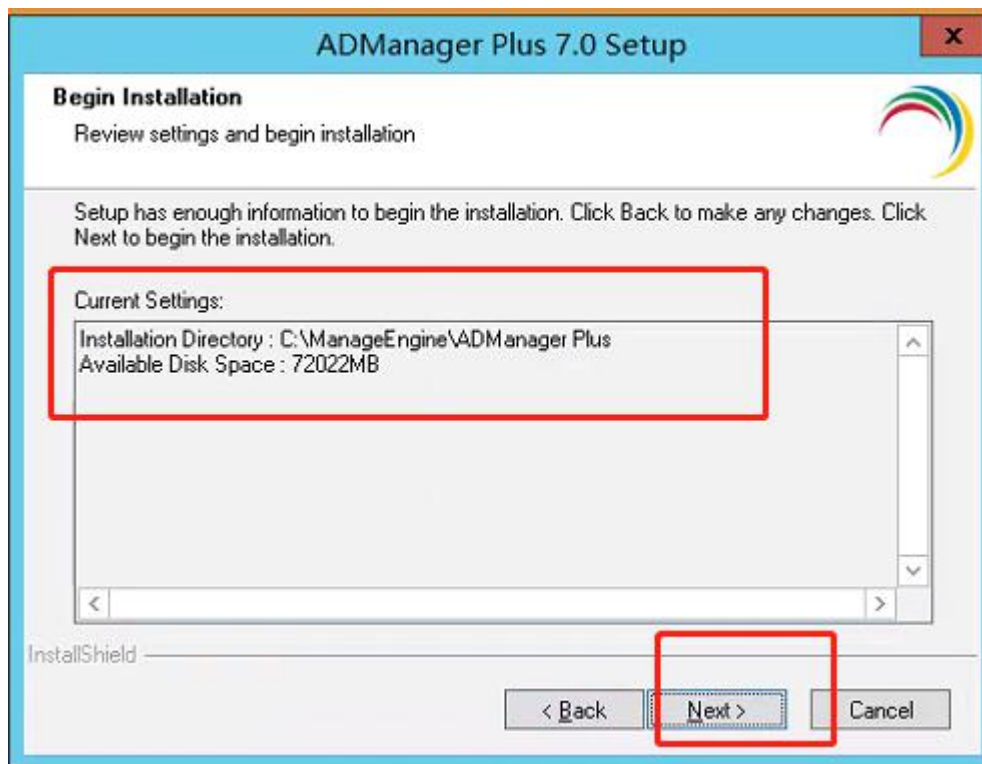 ADManager Plus 7.0 Setup
x
Begin Installation
Review settings and begin installation
Setup has enough information to begin the installation. Click Back to make any changes. Click
Next to begin the installation.
Current Settings:
Installation Directory : C:\ManageEngine\ADManager Plus
Available Disk Space : 72022MB
InstallShield
< Back
Next >
Cancel